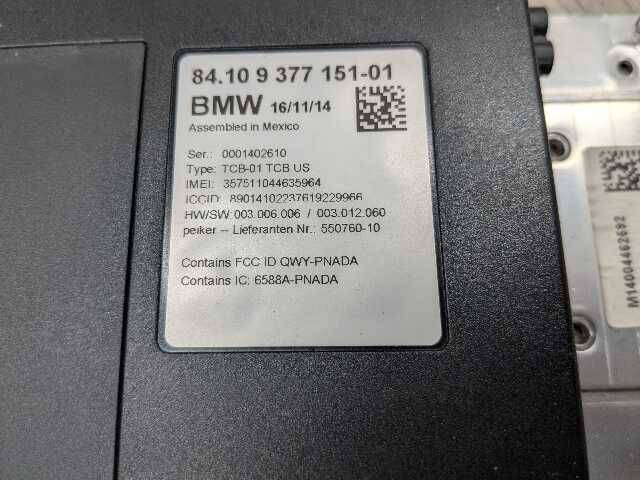 84.10 9 377 151-01
BMW 16/11/14
Assembled in Mexico
Ser.: 0001402610
Type: TCB-01 TCB US
IMEI: 357511044635964
ICCID: 89014102237619229966
HW/SW: 003.006.006 / 003.012.060
peiker -- Lieferanten Nr.: 550760-10
Contains FCC ID QWY-PNADA
Contains IC: 6588A-PNADA
M14004462692